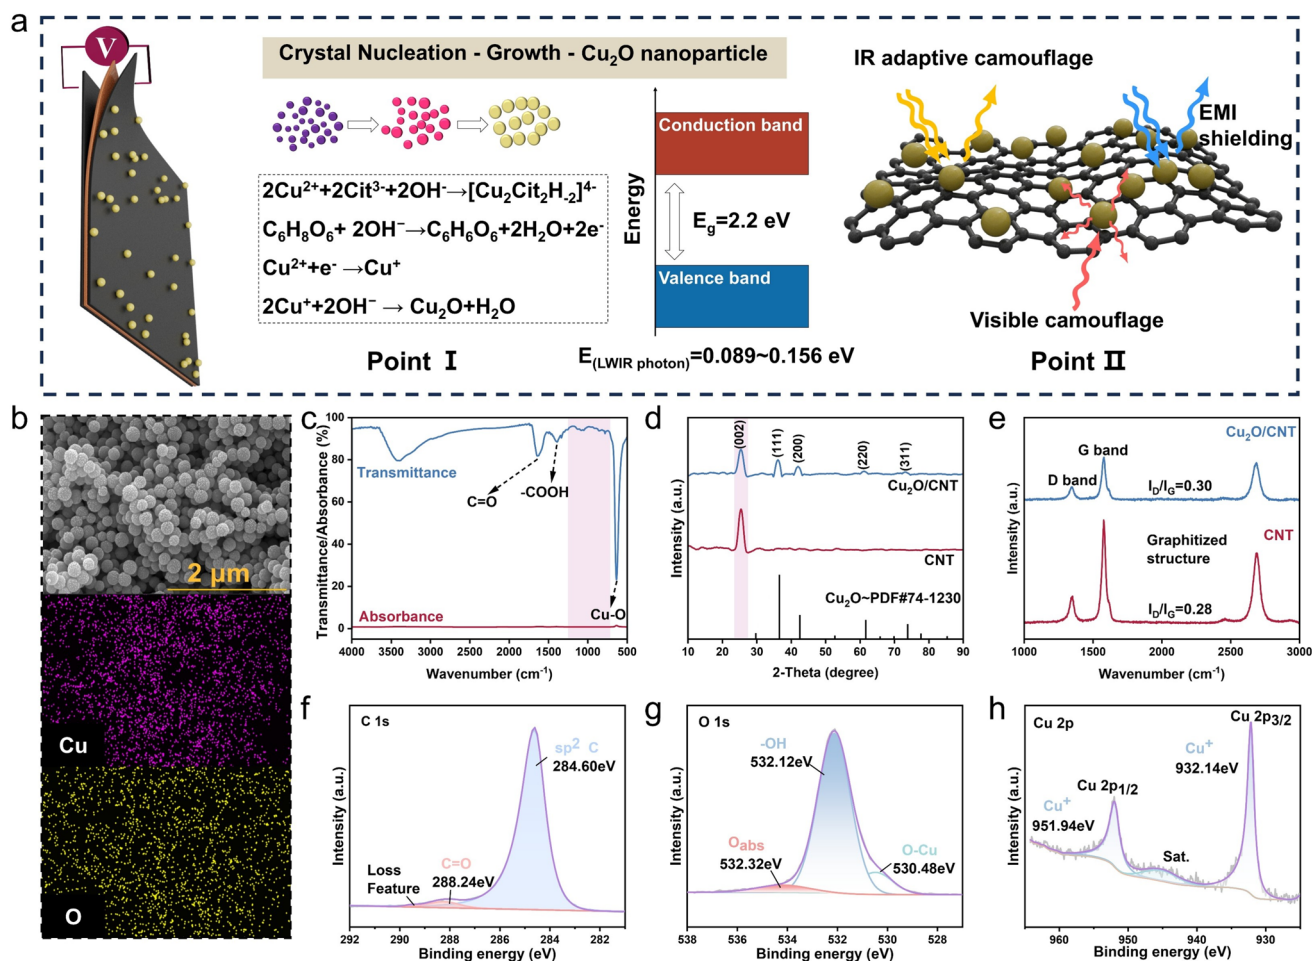 a
V
Crystal Nucleation - Growth - Cu₂O nanoparticle
2Cu²⁺+2Cit³⁻+2OH⁻→[Cu₂Cit₂H₋₂]⁴⁻
C₆H₈O₆+ 2OH⁻→C₆H₆O₆+2H₂O+2e⁻
Cu²⁺+e⁻ →Cu⁺
2Cu⁺+2OH⁻ → Cu₂O+H₂O
Point Ⅰ
Energy
Conduction band
E_g=2.2 eV
Valence band
E_(LWIR photon)=0.089~0.156 eV
IR adaptive camouflage
EMI
shielding
Visible camouflage
Point Ⅱ
b
2 μm
Cu
O
c
Transmittance/Absorbance (%)
100
80
60
40
20
0
Transmittance
C=O
-COOH
Absorbance
Cu-O
4000 3500 3000 2500 2000 1500 1000 500
Wavenumber (cm⁻¹)
d
Intensity (a.u.)
(002)
(111)
(200)
(220)
(311)
Cu₂O/CNT
CNT
Cu₂O~PDF#74-1230
10 20 30 40 50 60 70 80 90
2-Theta (degree)
e
Intensity (a.u.)
Cu₂O/CNT
G band
D band
I_D/I_G=0.30
CNT
Graphitized
structure
I_D/I_G=0.28
1000 1500 2000 2500 3000
Wavenumber (cm⁻¹)
f
Intensity (a.u.)
C 1s
sp² C
284.60eV
C=O
288.24eV
Loss
Feature
292 290 288 286 284 282
Binding energy (eV)
g
Intensity (a.u.)
O 1s
-OH
532.12eV
O_abs
532.32eV
O-Cu
530.48eV
538 536 534 532 530 528
Binding energy (eV)
h
Intensity (a.u.)
Cu 2p
Cu 2p₃/₂
Cu⁺
932.14eV
Cu 2p₁/₂
Cu⁺
951.94eV
Sat.
960 950 940 930
Binding energy (eV)